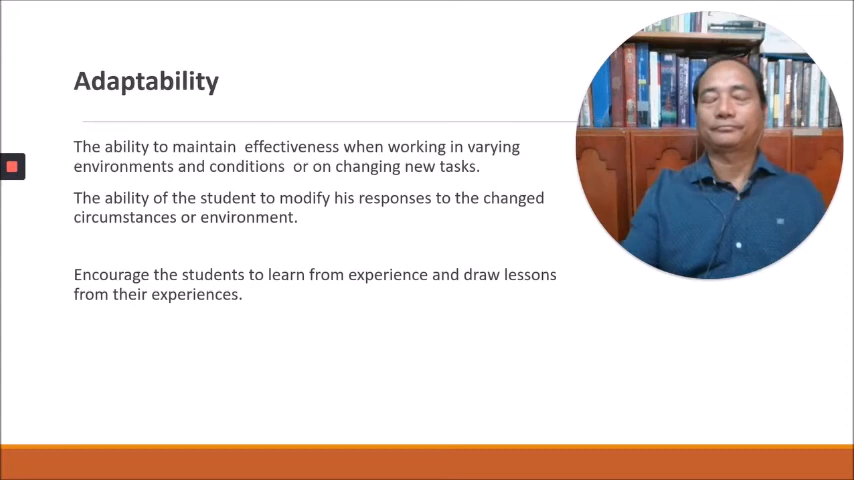 Adaptability
The ability to maintain  effectiveness when working in varying
environments and conditions  or on changing new tasks.
The ability of the student to modify his responses to the changed
circumstances or environment.
Encourage the students to learn from experience and draw lessons
from their experiences.